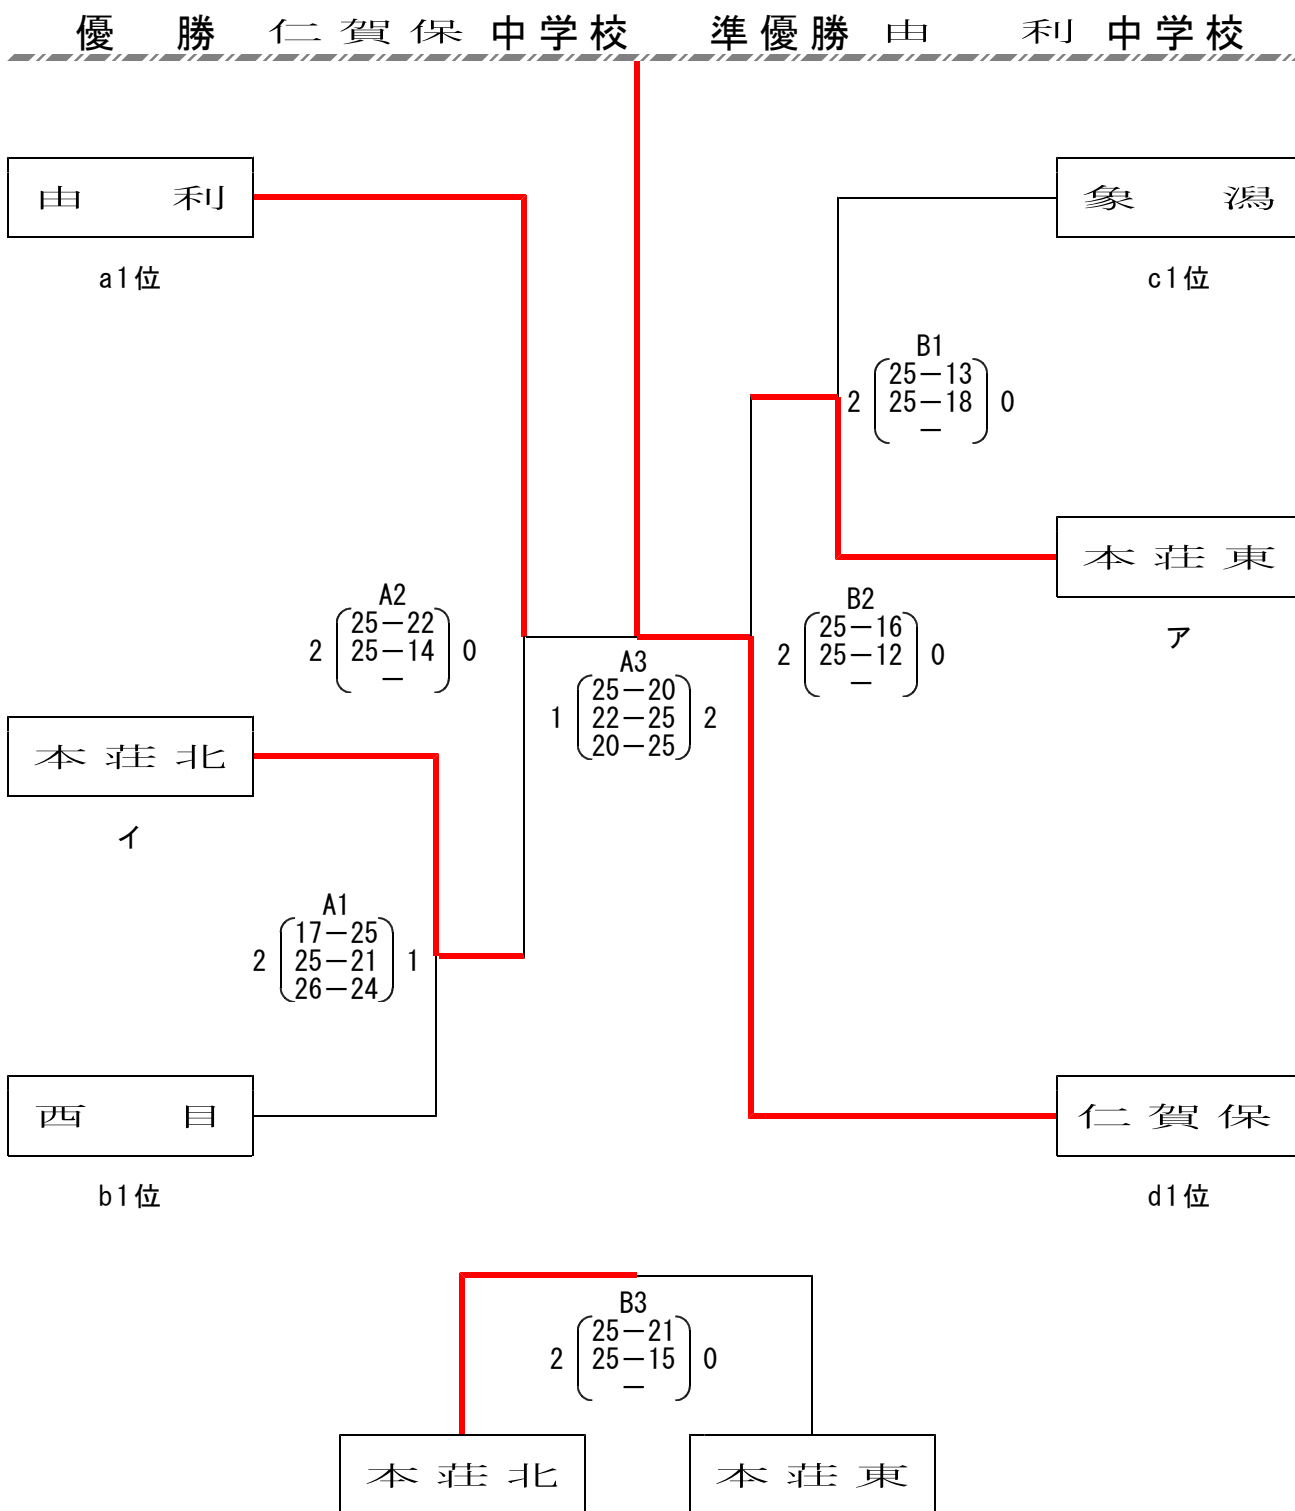 優　勝 仁賀保 中学校　準優勝 由　利 中学校
由　利
象　潟
a1位
c1位
B1
2 25－13 0
25－18
－
本荘東
ア
A2
2 25－22 0
25－14
－
B2
2 25－16 0
25－12
－
A3
1 25－20 2
22－25
20－25
本荘北
イ
A1
2 17－25 1
25－21
26－24
西　目
仁賀保
b1位
d1位
B3
2 25－21 0
25－15
－
本荘北
本荘東